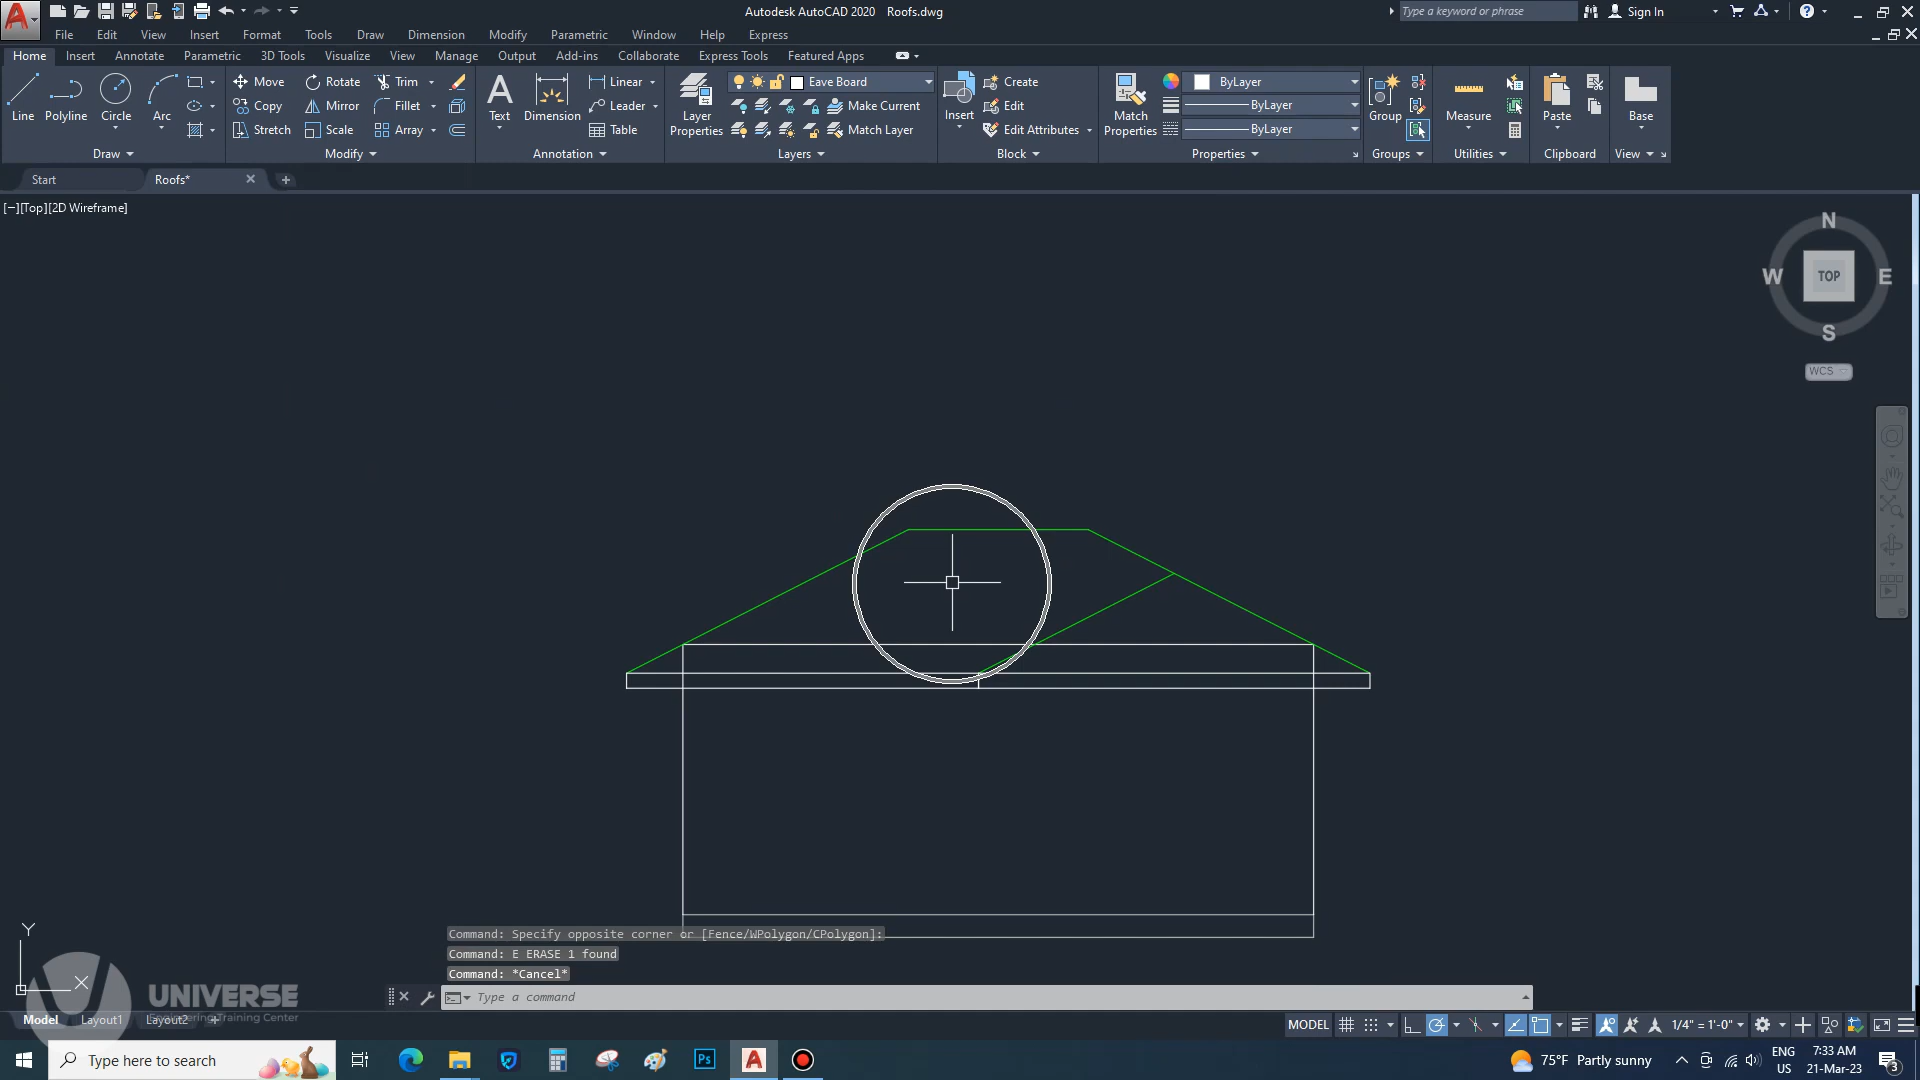 Autodesk AutoCAD 2020 Roofs.dwg
Type a keyword or phrase
Sign In
File Edit View Insert Format Tools Draw Dimension Modify Parametric Window Help Express
Home Insert Annotate Parametric 3D Tools Visualize View Manage Output Add-ins Collaborate Express Tools Featured Apps
Move Rotate Trim Linear Eave Board Create ByLayer
Copy Mirror Fillet Leader Make Current Edit ByLayer
Line Polyline Circle Arc Text Dimension Layer Properties Insert Match Properties Group Measure Paste Base
Stretch Scale Array Table Match Layer Edit Attributes ByLayer
Draw Modify Annotation Layers Block Properties Groups Utilities Clipboard View
Start Roofs*
[−][Top][2D Wireframe]
N
W TOP E
S
WCS
Command: Specify opposite corner or [Fence/WPolygon/CPolygon]:
Y
Command: E ERASE 1 found
Command: *Cancel*
X
UNIVERSE
Type a command
Engineering Training Center
Model Layout1 Layout2 +
MODEL 1/4" = 1'-0"
Type here to search
Ps
A
75°F Partly sunny
ENG
US
7:33 AM
21-Mar-23
3